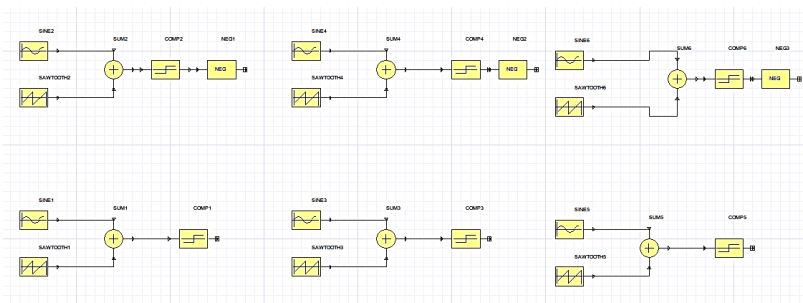 SINE2
SUM2 COMP2 NEG1
NEG
SAWTOOTH2
SINE4
SUM4 COMP4 NEG2
NEG
SAWTOOTH4
SINE6
SUM6 COMP6 NEG3
NEG
SAWTOOTH6
SINE1
SUM1 COMP1
SAWTOOTH1
SINE3
SUM3 COMP3
SAWTOOTH3
SINE5
SUM5 COMP5
SAWTOOTH5